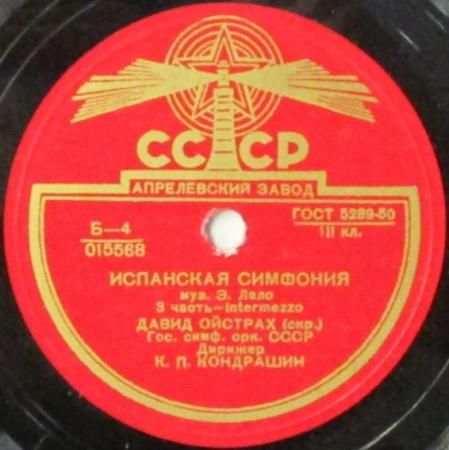 СССР
АПРЕЛЕВСКИЙ ЗАВОД
Б—4
015568
ГОСТ 5289-50
III кл.
ИСПАНСКАЯ СИМФОНИЯ
муз. Э. Лало
3 часть—intermezzo
ДАВИД ОЙСТРАХ (скр.)
Гос. симф. орк. СССР
Дирижер
К. П. КОНДРАШИН